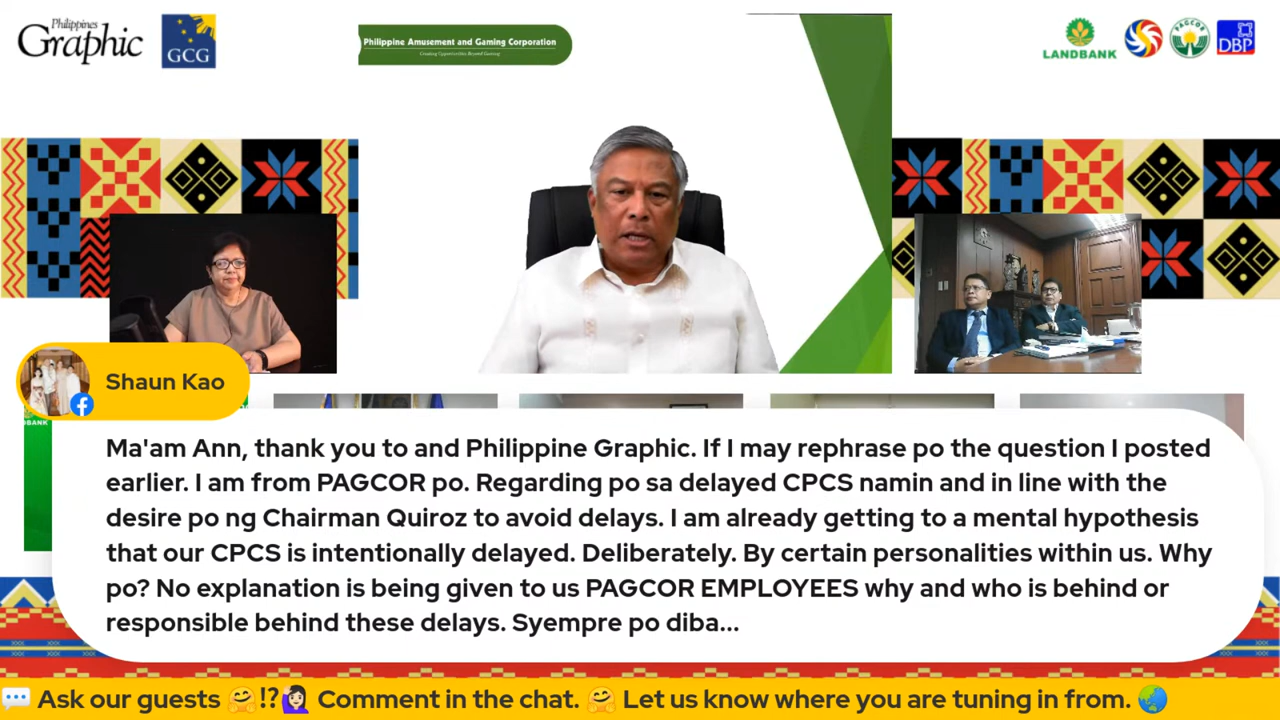 Philippines
Graphic
GCG
Philippine Amusement and Gaming Corporation
Creating Opportunities Beyond Gaming
LANDBANK
PAGCOR
DBP
Shaun Kao
LANDBANK
Ma'am Ann, thank you to and Philippine Graphic. If I may rephrase po the question I posted
earlier. I am from PAGCOR po. Regarding po sa delayed CPCS namin and in line with the
desire po ng Chairman Quiroz to avoid delays. I am already getting to a mental hypothesis
that our CPCS is intentionally delayed. Deliberately. By certain personalities within us. Why
po? No explanation is being given to us PAGCOR EMPLOYEES why and who is behind or
responsible behind these delays. Syempre po diba...
💬 Ask our guests 🤗⁉🙋🏻‍♀️ Comment in the chat. 🤗 Let us know where you are tuning in from. 🌏